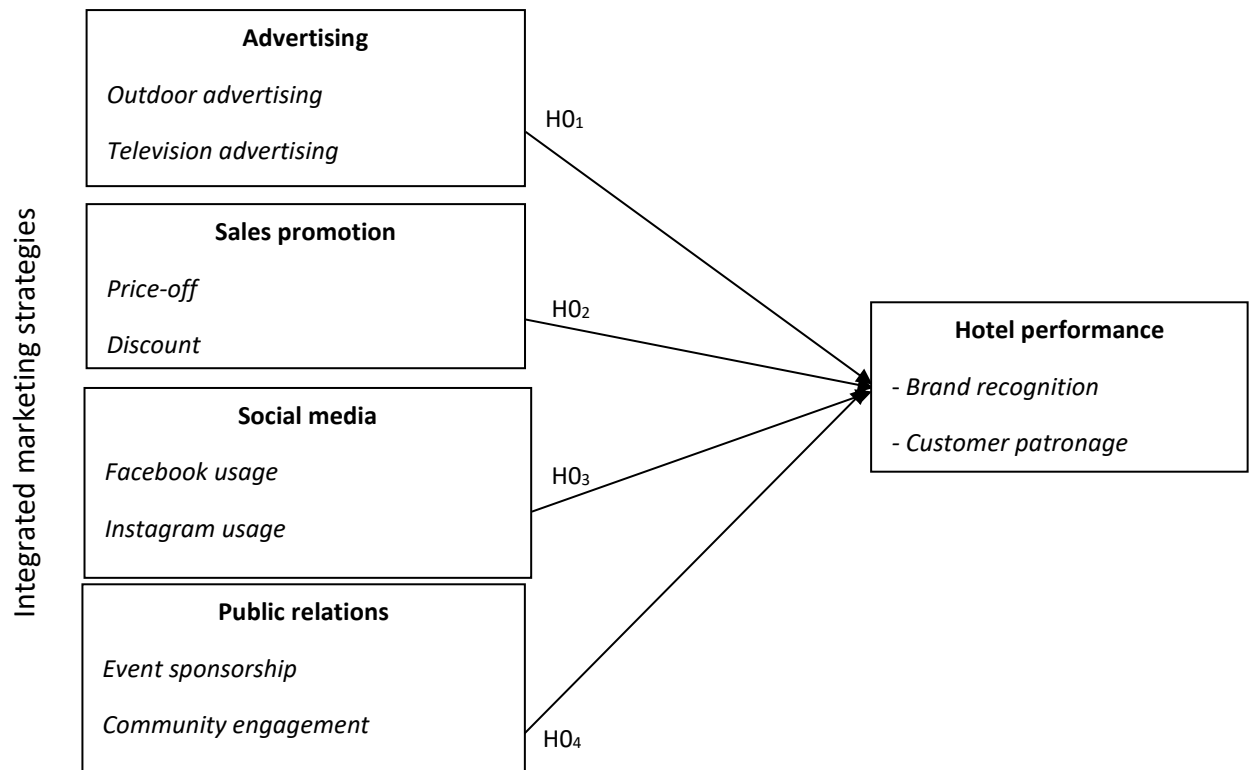 Integrated marketing strategies
Advertising
Outdoor advertising
Television advertising
H0₁
Sales promotion
Price-off
Discount
H0₂
Social media
Facebook usage
Instagram usage
H0₃
Public relations
Event sponsorship
Community engagement
H0₄
Hotel performance
- Brand recognition
- Customer patronage